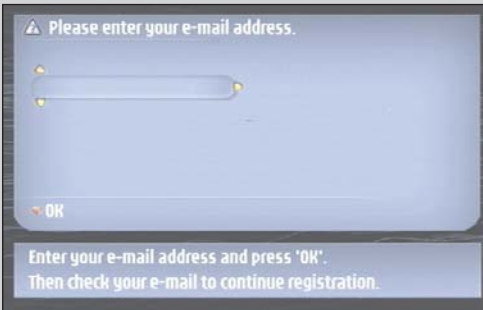 Please enter your e-mail address.
OK
Enter your e-mail address and press 'OK'.
Then check your e-mail to continue registration.